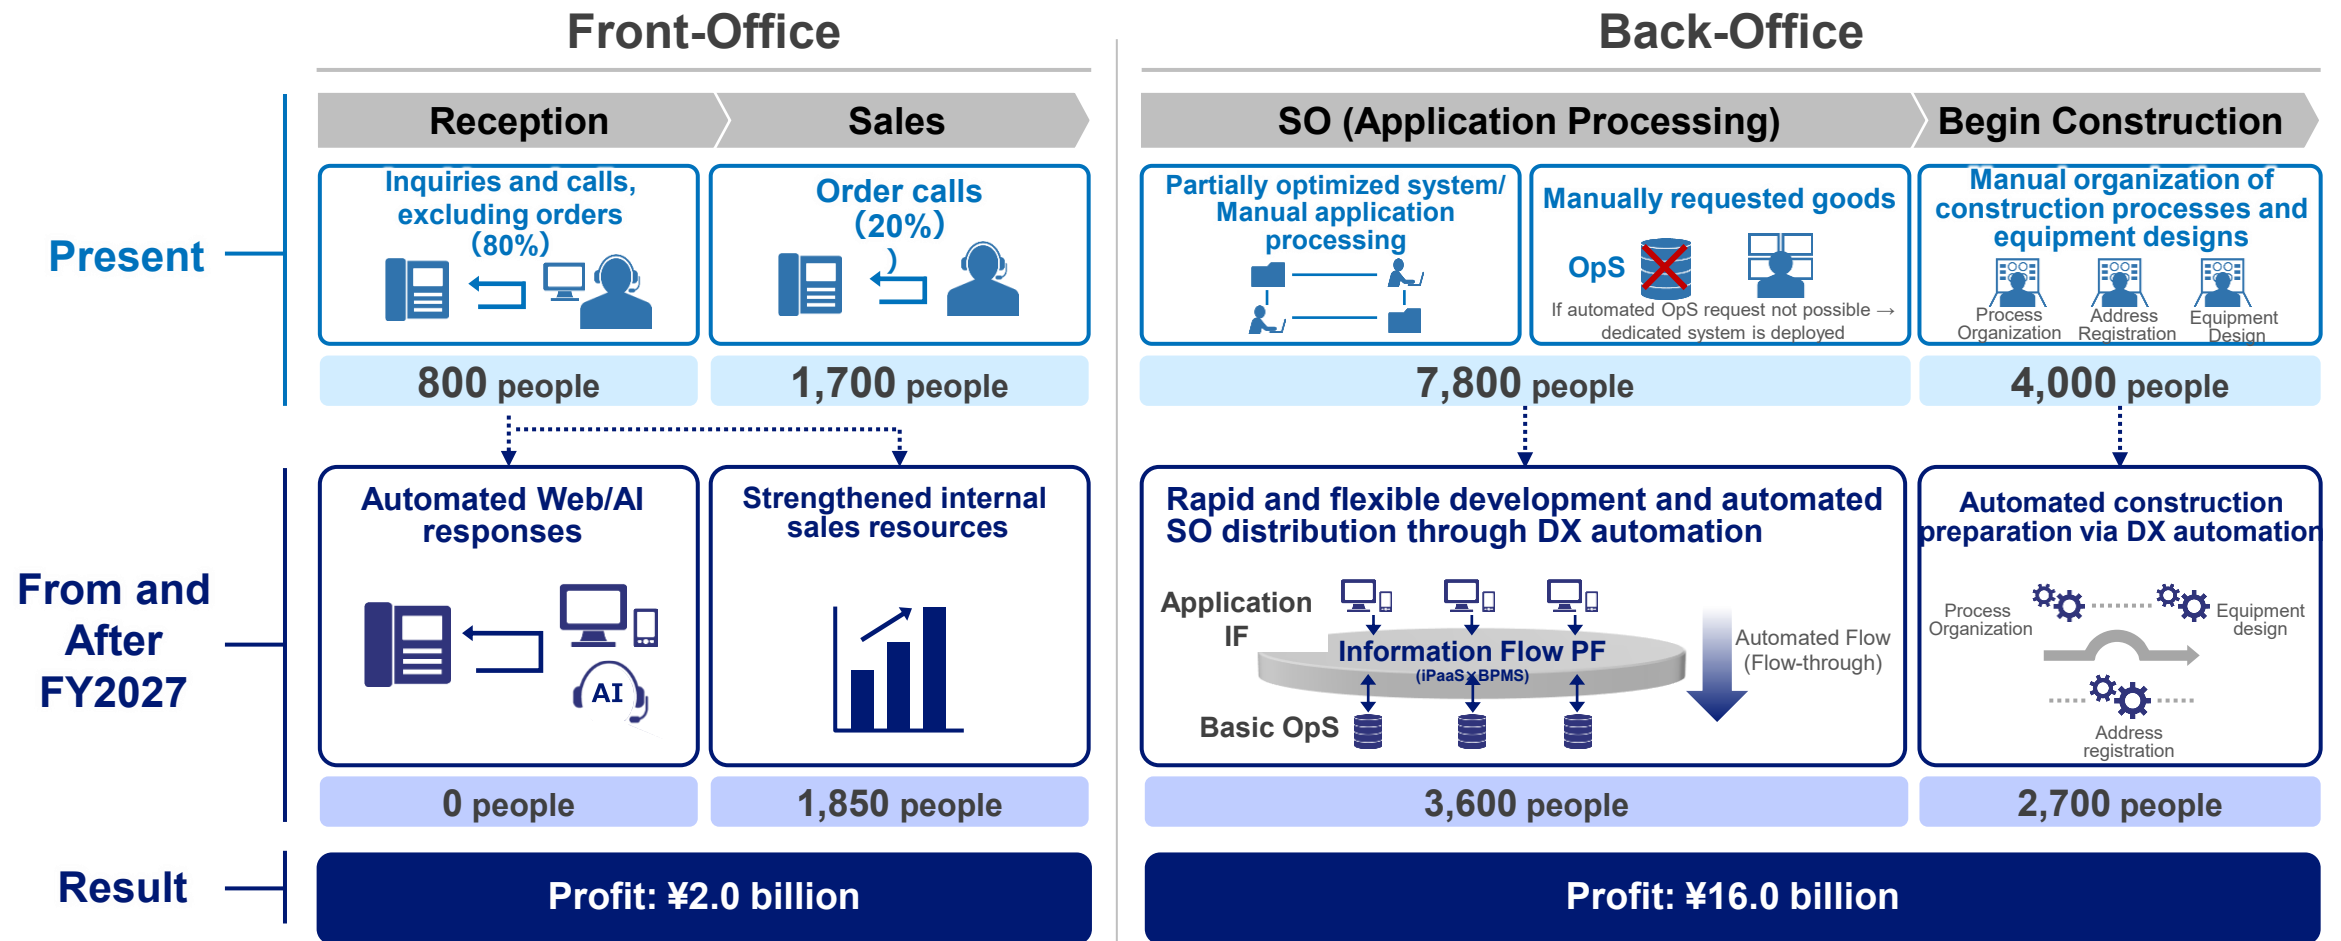 Front-Office
Back-Office
Reception
Sales
SO (Application Processing)
Begin Construction
Present
Inquiries and calls,
excluding orders
(80%)
Order calls
(20%)
)
Partially optimized system/
Manual application
processing
Manually requested goods
OpS
If automated OpS request not possible →
dedicated system is deployed
Manual organization of
construction processes and
equipment designs
Process
Organization
Address
Registration
Equipment
Design
800 people
1,700 people
7,800 people
4,000 people
From and
After
FY2027
Automated Web/AI
responses
AI
Strengthened internal
sales resources
Rapid and flexible development and automated
SO distribution through DX automation
Application
IF
Information Flow PF
(iPaaS×BPMS)
Basic OpS
Automated Flow
(Flow-through)
Automated construction
preparation via DX automation
Process
Organization
Equipment
design
Address
registration
0 people
1,850 people
3,600 people
2,700 people
Result
Profit: ¥2.0 billion
Profit: ¥16.0 billion